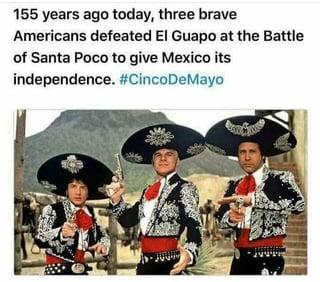 155 years ago today, three brave
Americans defeated El Guapo at the Battle
of Santa Poco to give Mexico its
independence. #CincoDeMayo